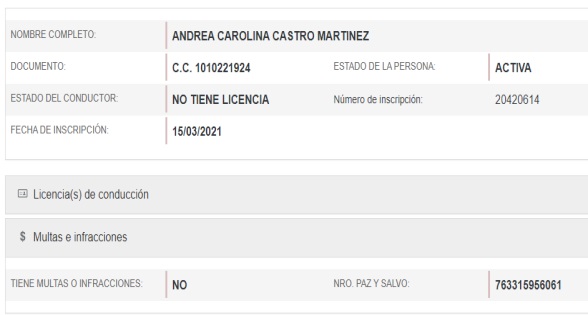 NOMBRE COMPLETO: ANDREA CAROLINA CASTRO MARTINEZ
DOCUMENTO: C.C. 1010221924 ESTADO DE LA PERSONA: ACTIVA
ESTADO DEL CONDUCTOR: NO TIENE LICENCIA Número de inscripción: 20420614
FECHA DE INSCRIPCIÓN: 15/03/2021
Licencia(s) de conducción
$ Multas e infracciones
TIENE MULTAS O INFRACCIONES: NO NRO. PAZ Y SALVO: 763315956061